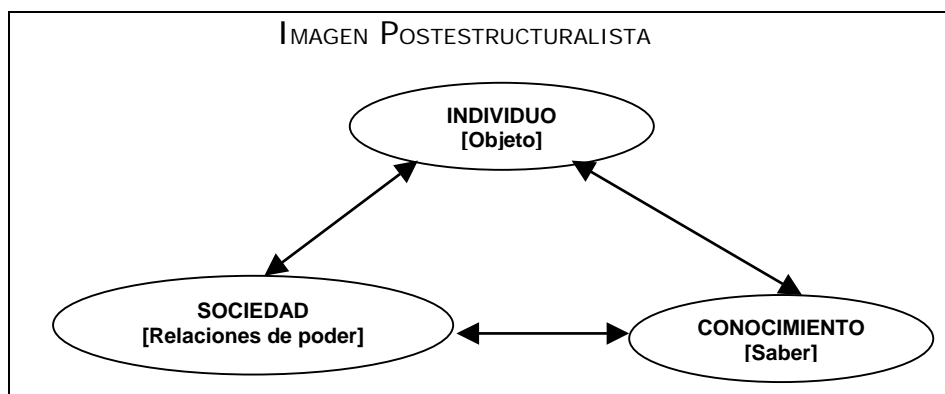 IMAGEN POSTESTRUCTURALISTA
INDIVIDUO
[Objeto]
SOCIEDAD
[Relaciones de poder]
CONOCIMIENTO
[Saber]